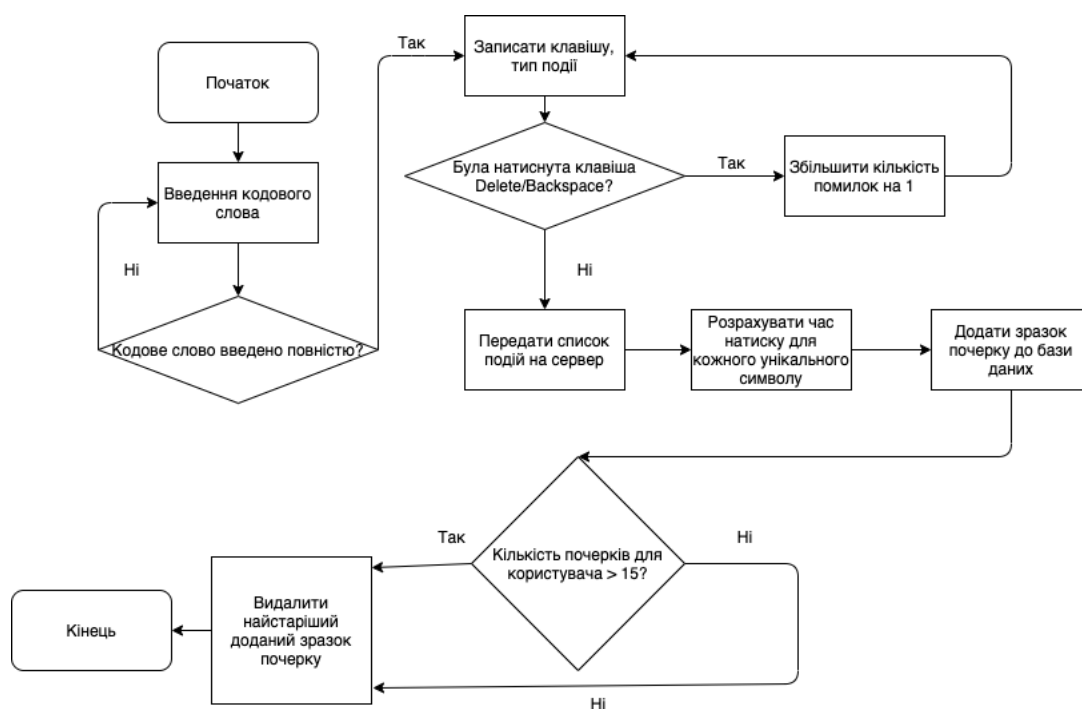 Початок
Введення кодового
слова
Ні
Кодове слово введено повністю?
Так
Записати клавішу,
тип події
Була натиснута клавіша
Delete/Backspace?
Так
Збільшити кількість
помилок на 1
Ні
Передати список
подій на сервер
Розрахувати час
натиску для
кожного унікального
символу
Додати зразок
почерку до бази
даних
Кількість почерків для
користувача > 15?
Так
Ні
Видалити
найстаріший
доданий зразок
почерку
Ні
Кінець